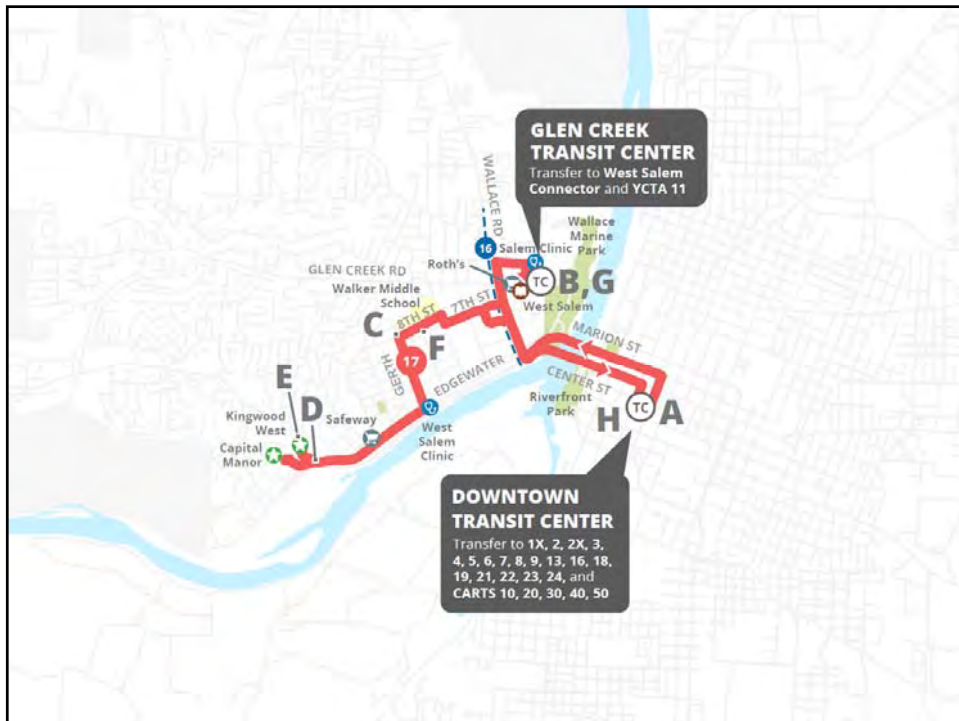 GLEN CREEK
TRANSIT CENTER
Transfer to West Salem
Connector and YCTA 11
WALLACE RD
Wallace
Marine
Park
16
Salem Clinic
GLEN CREEK RD
Roth's
TC
B,G
Walker Middle
School
West Salem
7TH ST
8TH ST
C
F
MARION ST
17
GERTH
EDGEWATER
CENTER ST
E
Riverfront
Park
D
Kingwood
West
Safeway
H
TC
A
West
Salem
Clinic
Capital
Manor
DOWNTOWN
TRANSIT CENTER
Transfer to 1X, 2, 2X, 3,
4, 5, 6, 7, 8, 9, 13, 16, 18,
19, 21, 22, 23, 24, and
CARTS 10, 20, 30, 40, 50